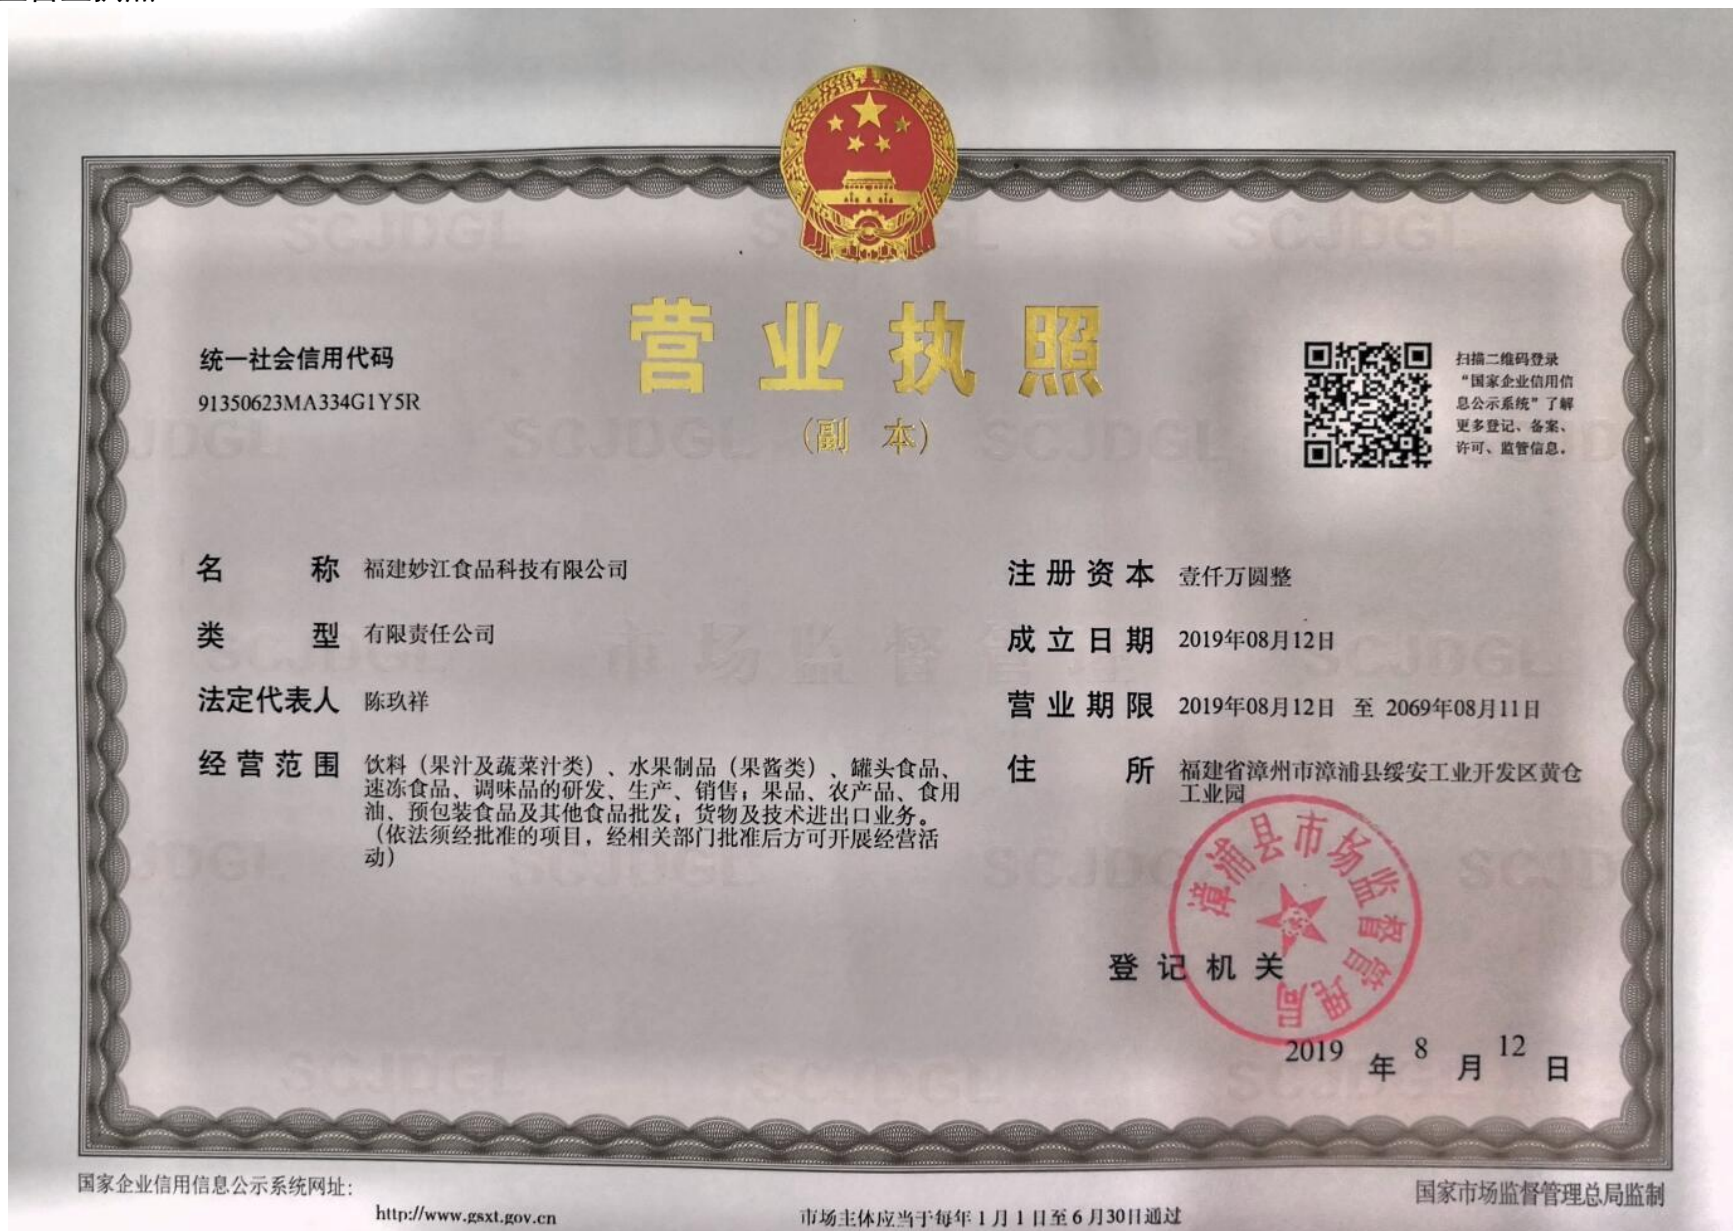 营业执照
(副 本)
统一社会信用代码
91350623MA334G1Y5R
扫描二维码登录
“国家企业信用信
息公示系统”了解
更多登记、备案、
许可、监管信息。
名 称 福建妙江食品科技有限公司
类 型 有限责任公司
法定代表人 陈玖祥
经营范围 饮料（果汁及蔬菜汁类）、水果制品（果酱类）、罐头食品、
速冻食品、调味品的研发、生产、销售；果品、农产品、食用
油、预包装食品及其他食品批发；货物及技术进出口业务。
（依法须经批准的项目，经相关部门批准后方可开展经营活
动）
注册资本 壹仟万圆整
成立日期 2019年08月12日
营业期限 2019年08月12日 至 2069年08月11日
住 所 福建省漳州市漳浦县绥安工业开发区黄仓
工业园
漳浦县市场监督管理局
登记机关
2019 年 8 月 12 日
国家企业信用信息公示系统网址：
http://www.gsxt.gov.cn
市场主体应当于每年1月1日至6月30日通过
国家市场监督管理总局监制